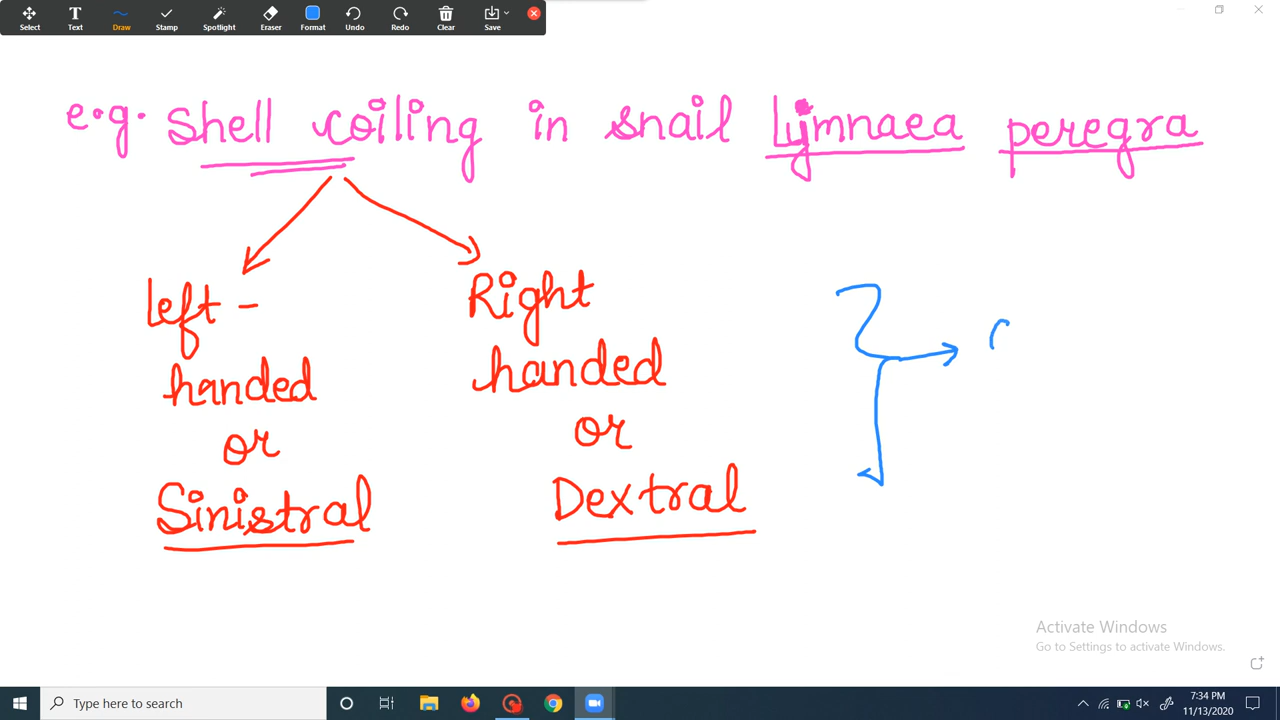 Select Text Draw Stamp Spotlight Eraser Format Undo Redo Clear Save
e.g. Shell coiling in snail Lymnaea peregra
Left - 
handed
or
Sinistral
Right
handed
or
Dextral
Activate Windows
Go to Settings to activate Windows.
Type here to search
7:34 PM
11/13/2020